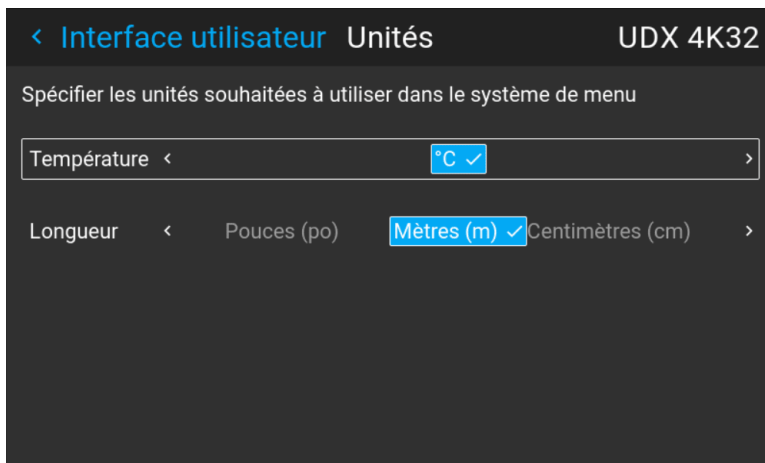 Interface utilisateur Unités UDX 4K32
Spécifier les unités souhaitées à utiliser dans le système de menu
Température °C
Longueur Pouces (po) Mètres (m) Centimètres (cm)